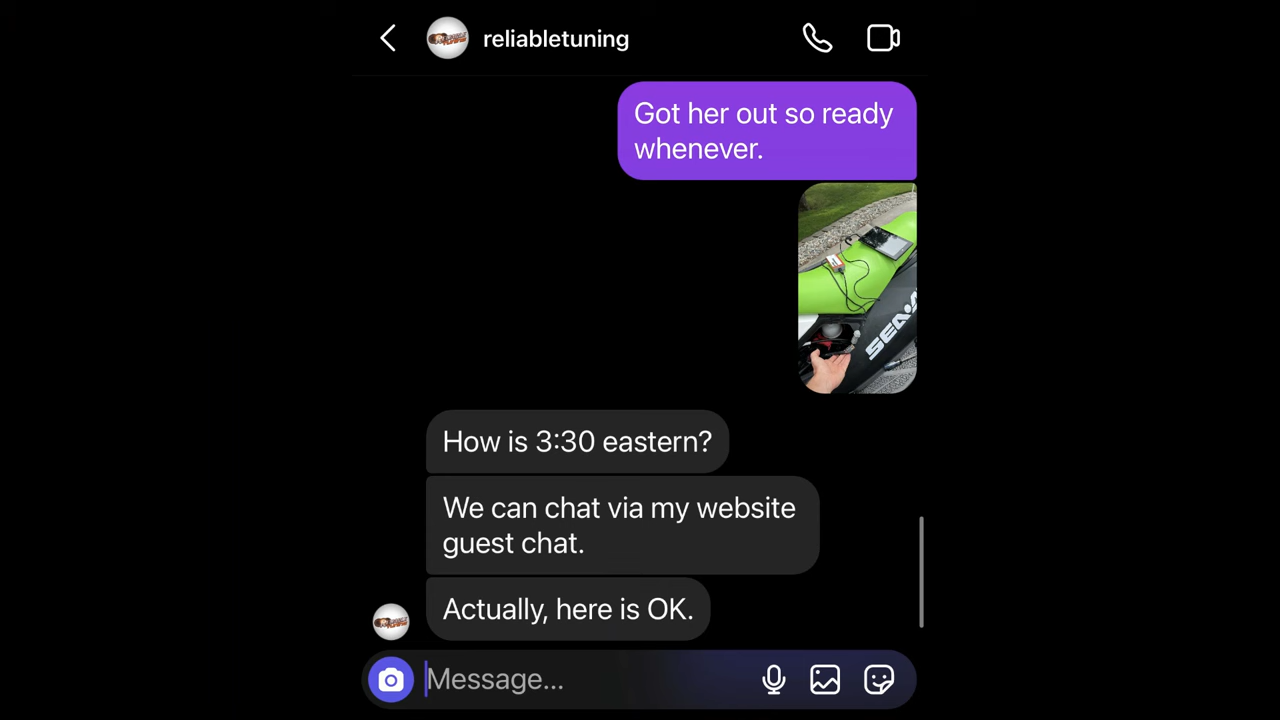 reliabletuning
Got her out so ready
whenever.
How is 3:30 eastern?
We can chat via my website
guest chat.
Actually, here is OK.
Message...